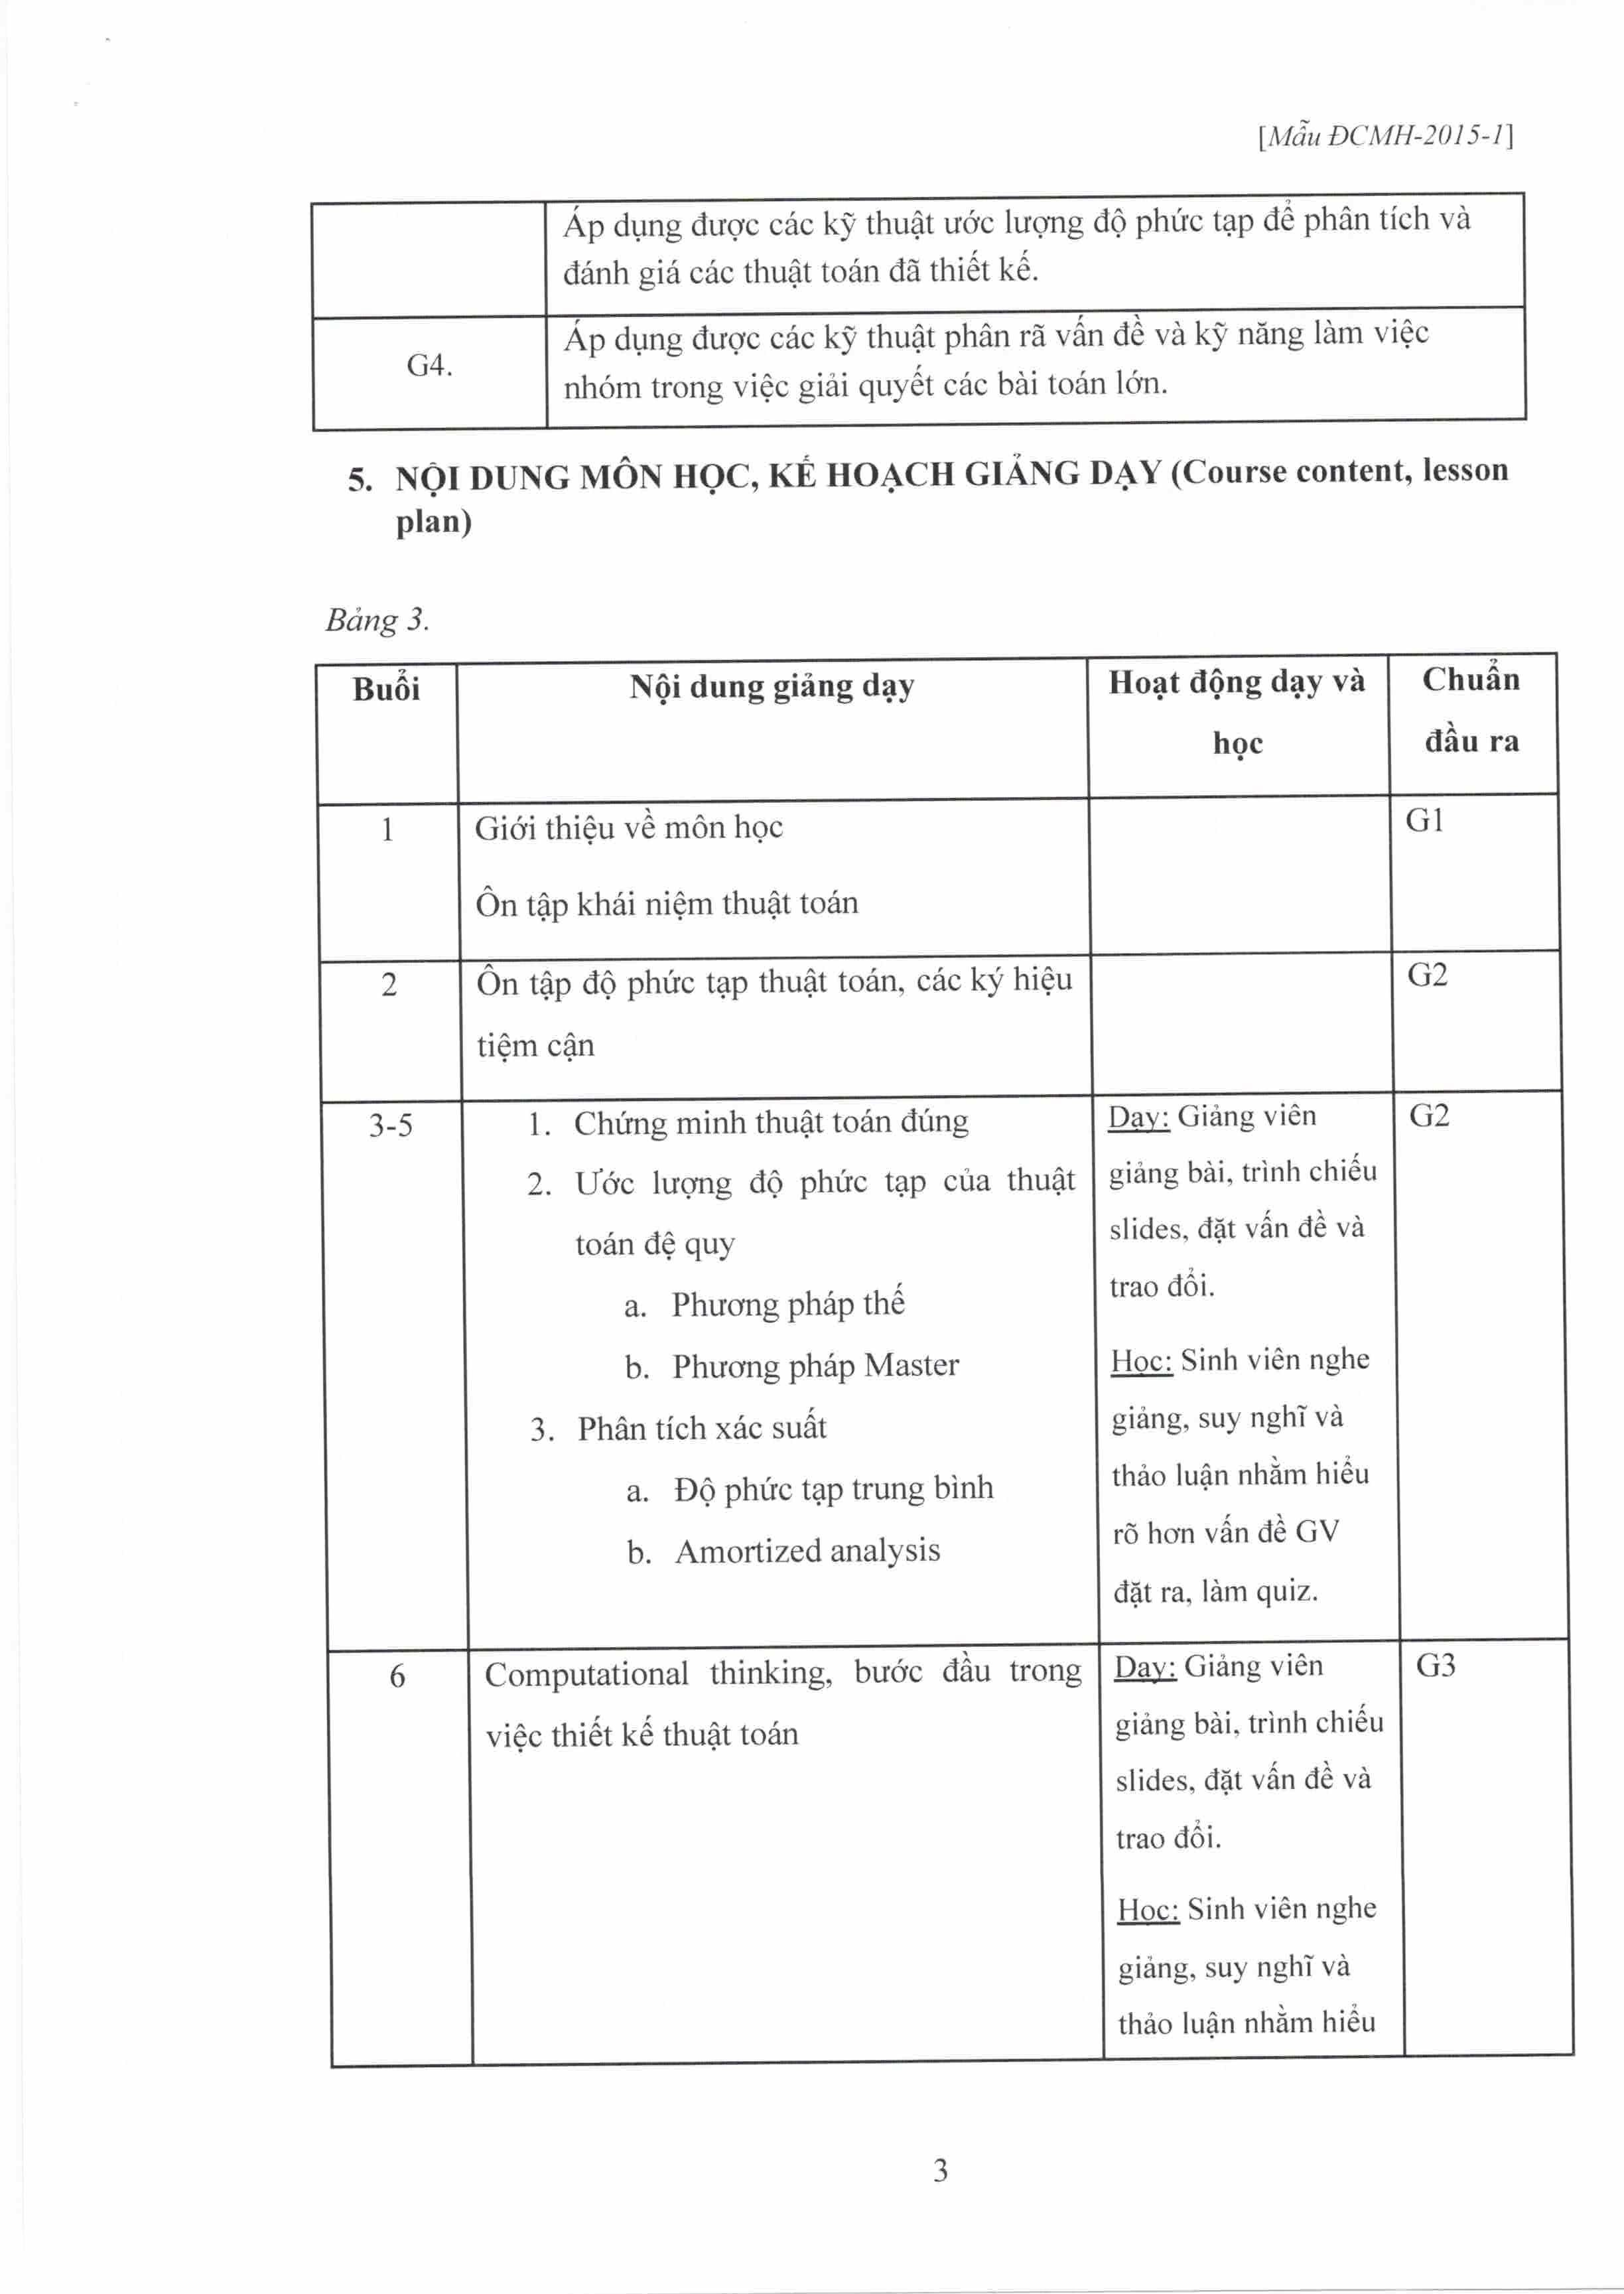 [Mẫu ĐCMH-2015-1]
Áp dụng được các kỹ thuật ước lượng độ phức tạp để phân tích và
đánh giá các thuật toán đã thiết kế.
G4.
Áp dụng được các kỹ thuật phân rã vấn đề và kỹ năng làm việc
nhóm trong việc giải quyết các bài toán lớn.
5. NỘI DUNG MÔN HỌC, KẾ HOẠCH GIẢNG DẠY (Course content, lesson
plan)
Bảng 3.
Buổi
Nội dung giảng dạy
Hoạt động dạy và
học
Chuẩn
đầu ra
1
Giới thiệu về môn học
Ôn tập khái niệm thuật toán
G1
2
Ôn tập độ phức tạp thuật toán, các ký hiệu
tiệm cận
G2
3-5
1. Chứng minh thuật toán đúng
2. Ước lượng độ phức tạp của thuật
toán đệ quy
a. Phương pháp thế
b. Phương pháp Master
3. Phân tích xác suất
a. Độ phức tạp trung bình
b. Amortized analysis
Dạy: Giảng viên
giảng bài, trình chiếu
slides, đặt vấn đề và
trao đổi.
Học: Sinh viên nghe
giảng, suy nghĩ và
thảo luận nhằm hiểu
rõ hơn vấn đề GV
đặt ra, làm quiz.
G2
6
Computational thinking, bước đầu trong
việc thiết kế thuật toán
Dạy: Giảng viên
giảng bài, trình chiếu
slides, đặt vấn đề và
trao đổi.
Học: Sinh viên nghe
giảng, suy nghĩ và
thảo luận nhằm hiểu
G3
3